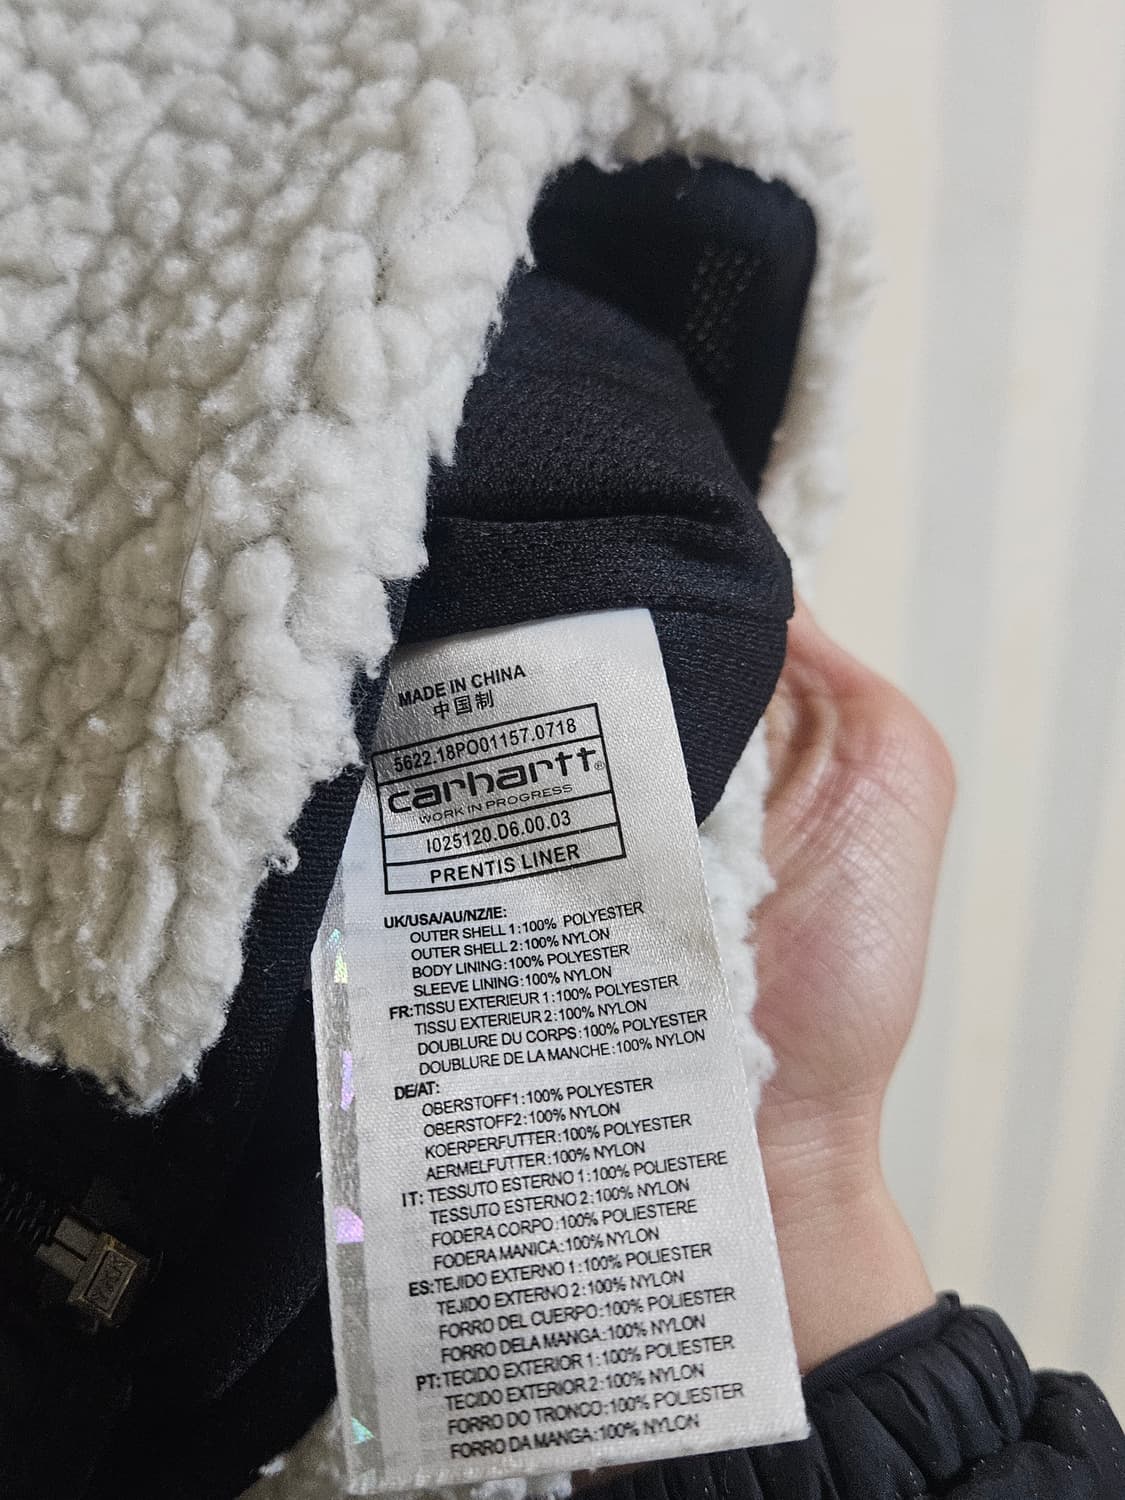 MADE IN CHINA
中国制
5622.18PO01157.0718
carhartt®
WORK IN PROGRESS
I025120.D6.00.03
PRENTIS LINER
UK/USA/AU/NZ/IE:
OUTER SHELL 1:100% POLYESTER
OUTER SHELL 2:100% NYLON
BODY LINING:100% POLYESTER
SLEEVE LINING:100% NYLON
FR:TISSU EXTERIEUR 1:100% POLYESTER
TISSU EXTERIEUR 2:100% NYLON
DOUBLURE DU CORPS:100% POLYESTER
DOUBLURE DE LA MANCHE:100% NYLON
DE/AT:
OBERSTOFF1:100% POLYESTER
OBERSTOFF2:100% NYLON
KOERPERFUTTER:100% POLYESTER
AERMELFUTTER:100% NYLON
IT: TESSUTO ESTERNO 1:100% POLIESTERE
TESSUTO ESTERNO 2:100% NYLON
FODERA CORPO:100% POLIESTERE
FODERA MANICA:100% NYLON
ES:TEJIDO EXTERNO 1:100% POLIESTER
TEJIDO EXTERNO 2:100% NYLON
FORRO DEL CUERPO:100% POLIESTER
FORRO DELA MANGA:100% NYLON
PT:TECIDO EXTERIOR 1:100% POLIESTER
TECIDO EXTERIOR 2:100% NYLON
FORRO DO TRONCO:100% POLIESTER
FORRO DA MANGA:100% NYLON